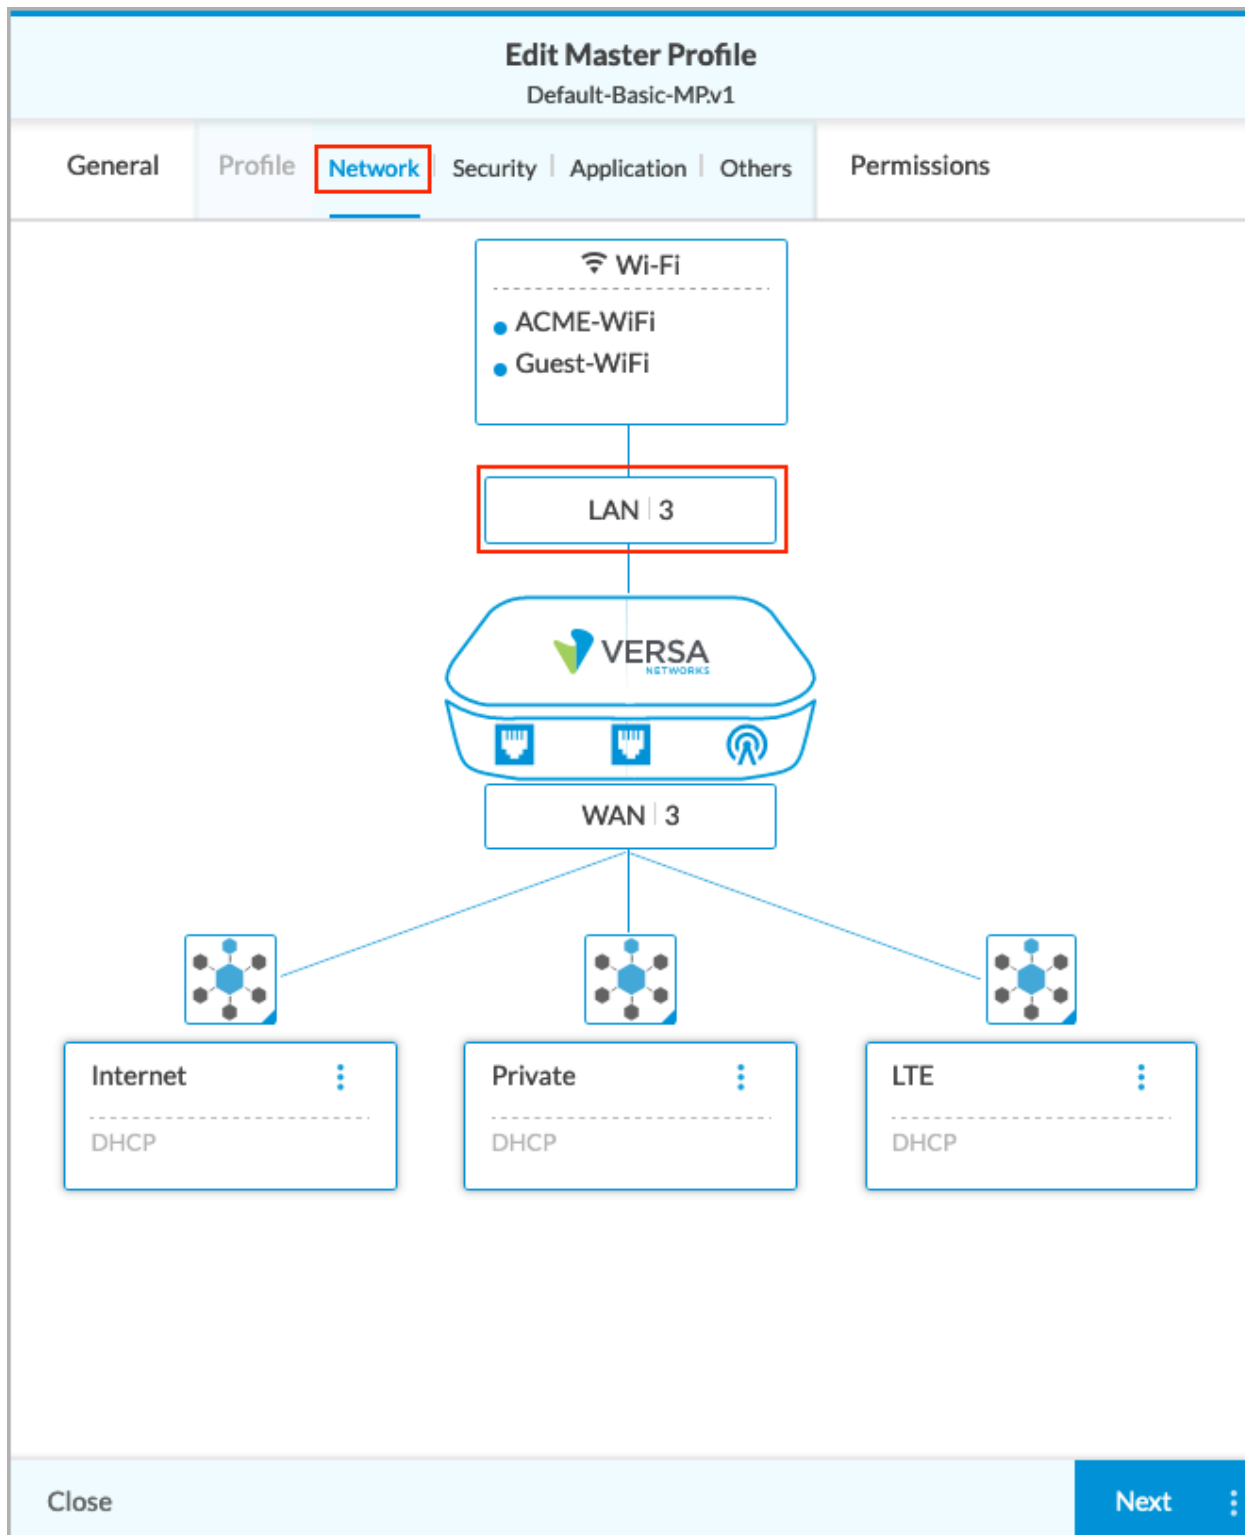 Edit Master Profile
Default-Basic-MP.v1
General Profile Network Security Application Others Permissions
Wi-Fi
ACME-WiFi
Guest-WiFi
LAN 3
VERSA
NETWORKS
WAN 3
Internet Private LTE
DHCP DHCP DHCP
Close Next